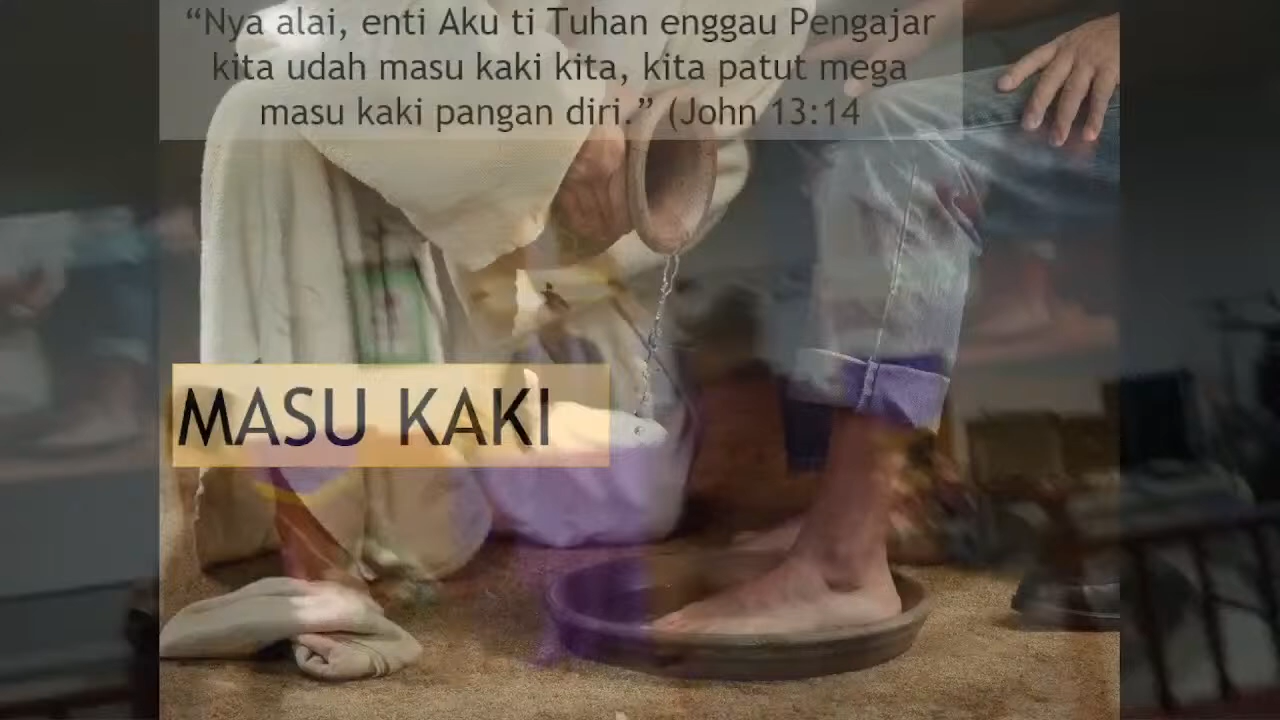 “Nya alai, enti Aku ti Tuhan enggau Pengajar
kita udah masu kaki kita, kita patut mega
masu kaki pangan diri.” (John 13:14
MASU KAKI